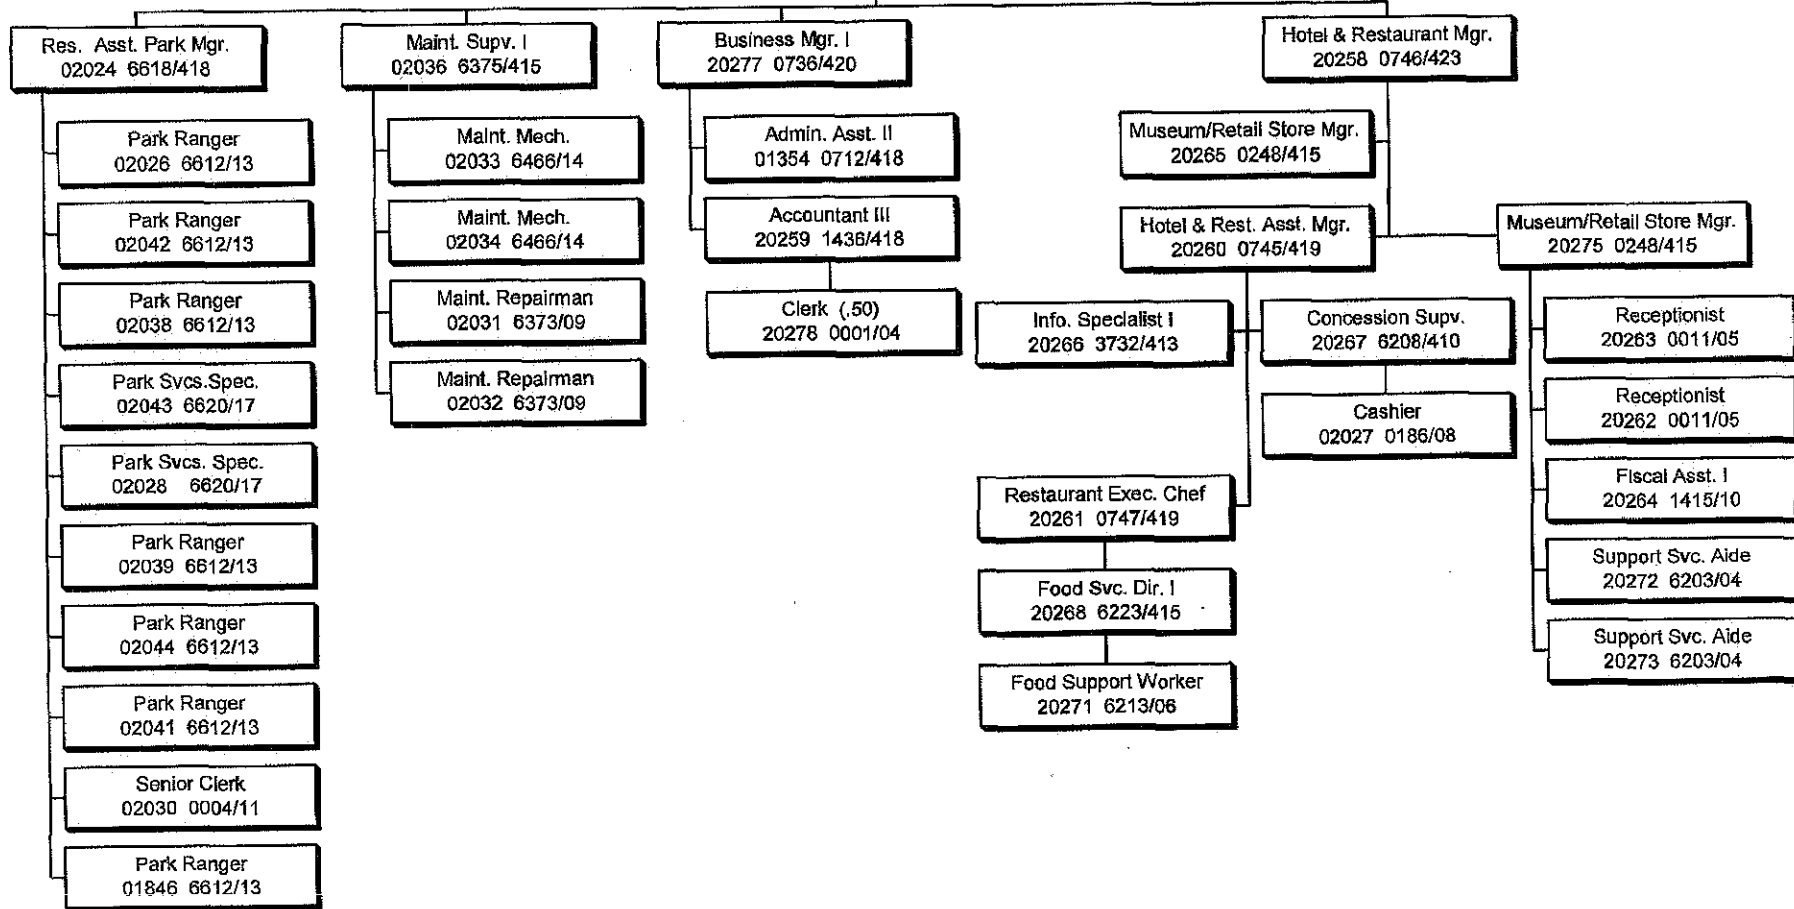 Res. Asst. Park Mgr.
02024 6618/418
Park Ranger
02026 6612/13
Park Ranger
02042 6612/13
Park Ranger
02038 6612/13
Park Svcs.Spec.
02043 6620/17
Park Svcs. Spec.
02028 6620/17
Park Ranger
02039 6612/13
Park Ranger
02044 6612/13
Park Ranger
02041 6612/13
Senior Clerk
02030 0004/11
Park Ranger
01846 6612/13
Maint. Supv. I
02036 6375/415
Maint. Mech.
02033 6466/14
Maint. Mech.
02034 6466/14
Maint. Repairman
02031 6373/09
Maint. Repairman
02032 6373/09
Business Mgr. I
20277 0736/420
Admin. Asst. II
01354 0712/418
Accountant III
20259 1436/418
Clerk (.50)
20278 0001/04
Hotel & Restaurant Mgr.
20258 0746/423
Museum/Retail Store Mgr.
20265 0248/415
Hotel & Rest. Asst. Mgr.
20260 0745/419
Info. Specialist I
20266 3732/413
Concession Supv.
20267 6208/410
Cashier
02027 0186/08
Restaurant Exec. Chef
20261 0747/419
Food Svc. Dir. I
20268 6223/415
Food Support Worker
20271 6213/06
Museum/Retail Store Mgr.
20275 0248/415
Receptionist
20263 0011/05
Receptionist
20262 0011/05
Fiscal Asst. I
20264 1415/10
Support Svc. Aide
20272 6203/04
Support Svc. Aide
20273 6203/04